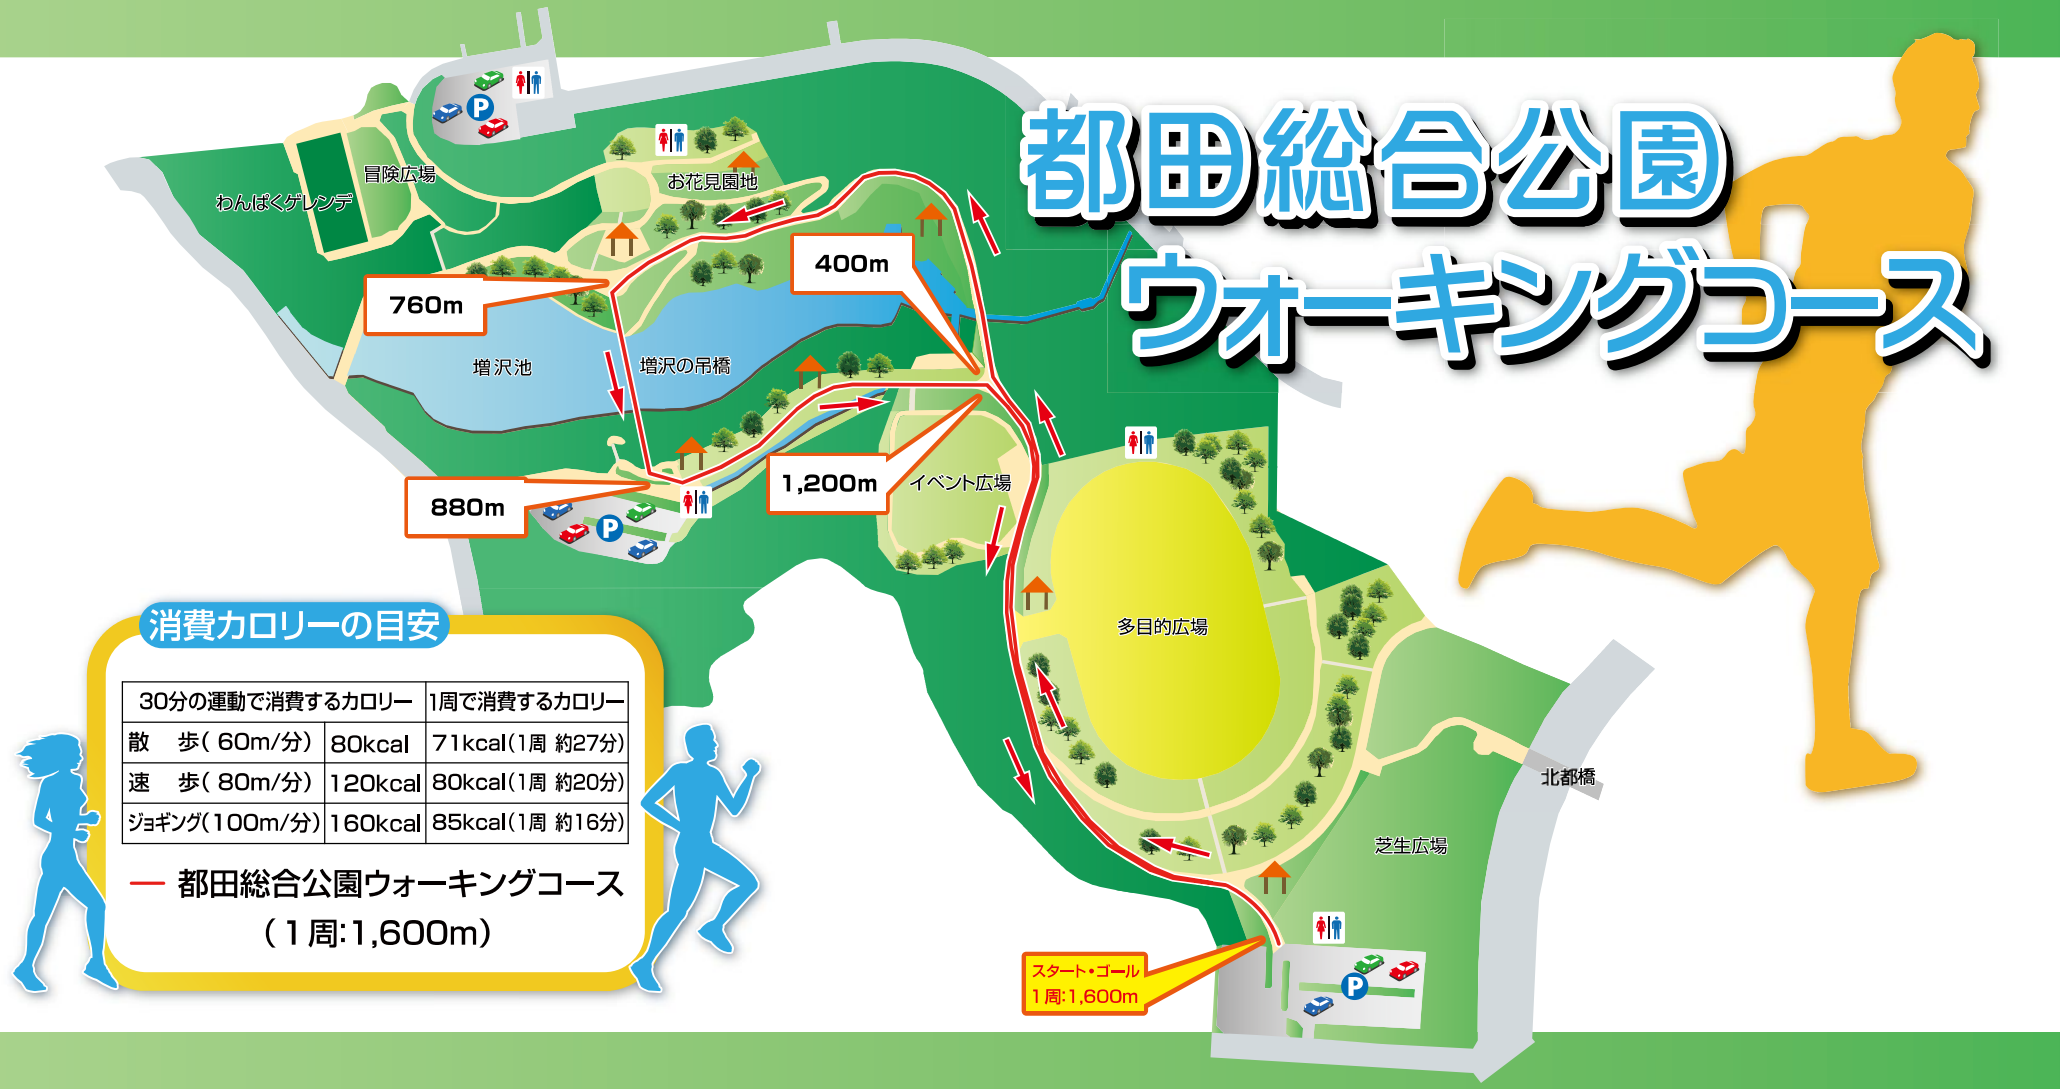 都田総合公園
ウォーキングコース
P
冒険広場
わんぱくゲレンデ
お花見園地
400m
760m
増沢池
増沢の吊橋
1,200m
イベント広場
880m
P
多目的広場
北都橋
芝生広場
スタート・ゴール
1周:1,600m
P
消費カロリーの目安
30分の運動で消費するカロリー 1周で消費するカロリー
散 歩( 60m/分) 80kcal 71kcal(1周 約27分)
速 歩( 80m/分) 120kcal 80kcal(1周 約20分)
ジョギング(100m/分) 160kcal 85kcal(1周 約16分)
都田総合公園ウォーキングコース
(1周:1,600m)